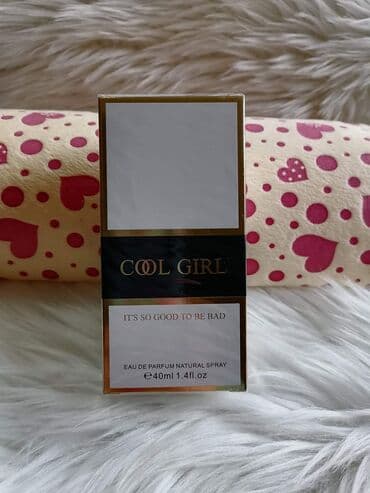 COOL GIRL
IT'S SO GOOD TO BE BAD
EAU DE PARFUM NATURAL SPRAY
℮40ml 1.4fl.oz